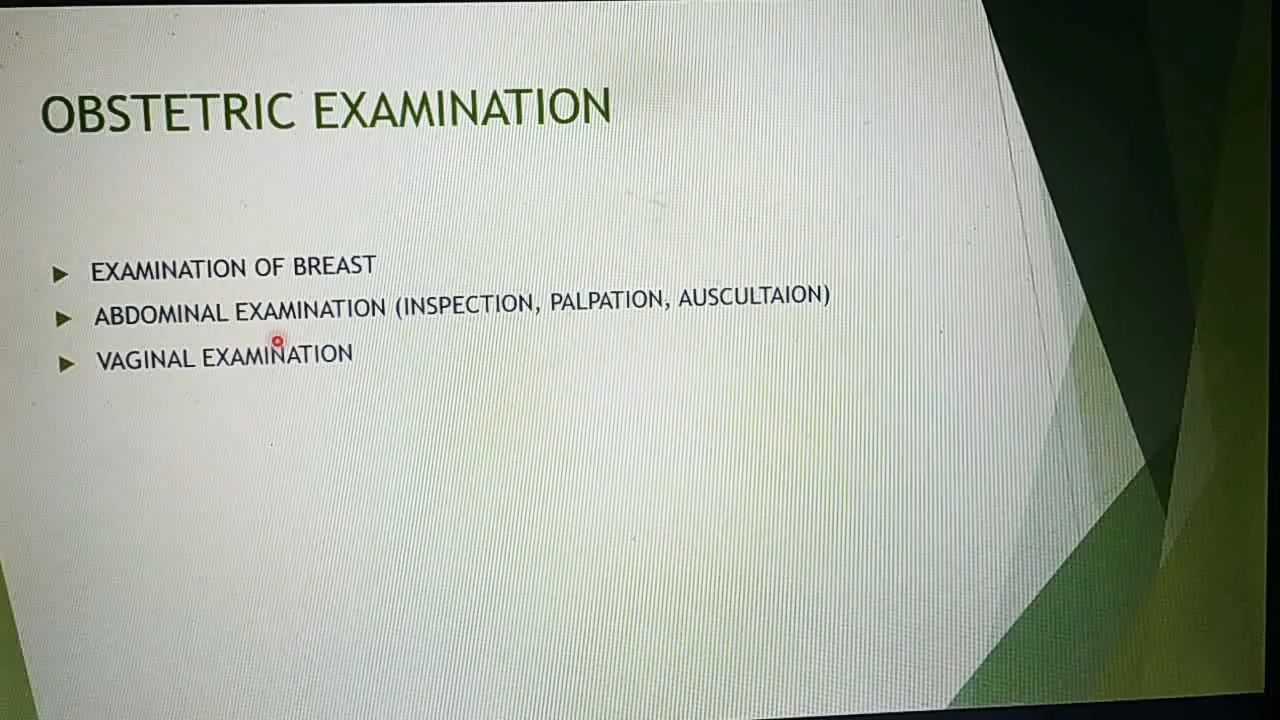 OBSTETRIC EXAMINATION
EXAMINATION OF BREAST
ABDOMINAL EXAMINATION (INSPECTION, PALPATION, AUSCULTAION)
VAGINAL EXAMINATION